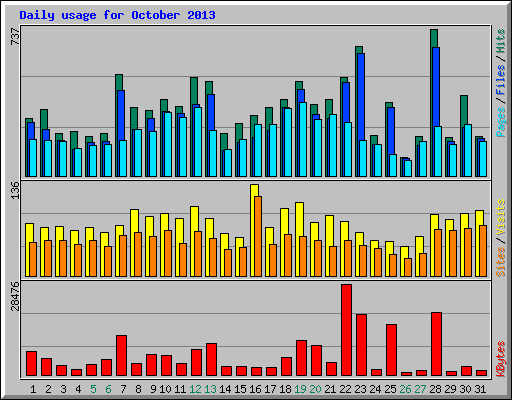 Daily usage for October 2013
737
Pages / Files / Hits
136
Sites / Visits
28476
KBytes
1 2 3 4 5 6 7 8 9 10 11 12 13 14 15 16 17 18 19 20 21 22 23 24 25 26 27 28 29 30 31